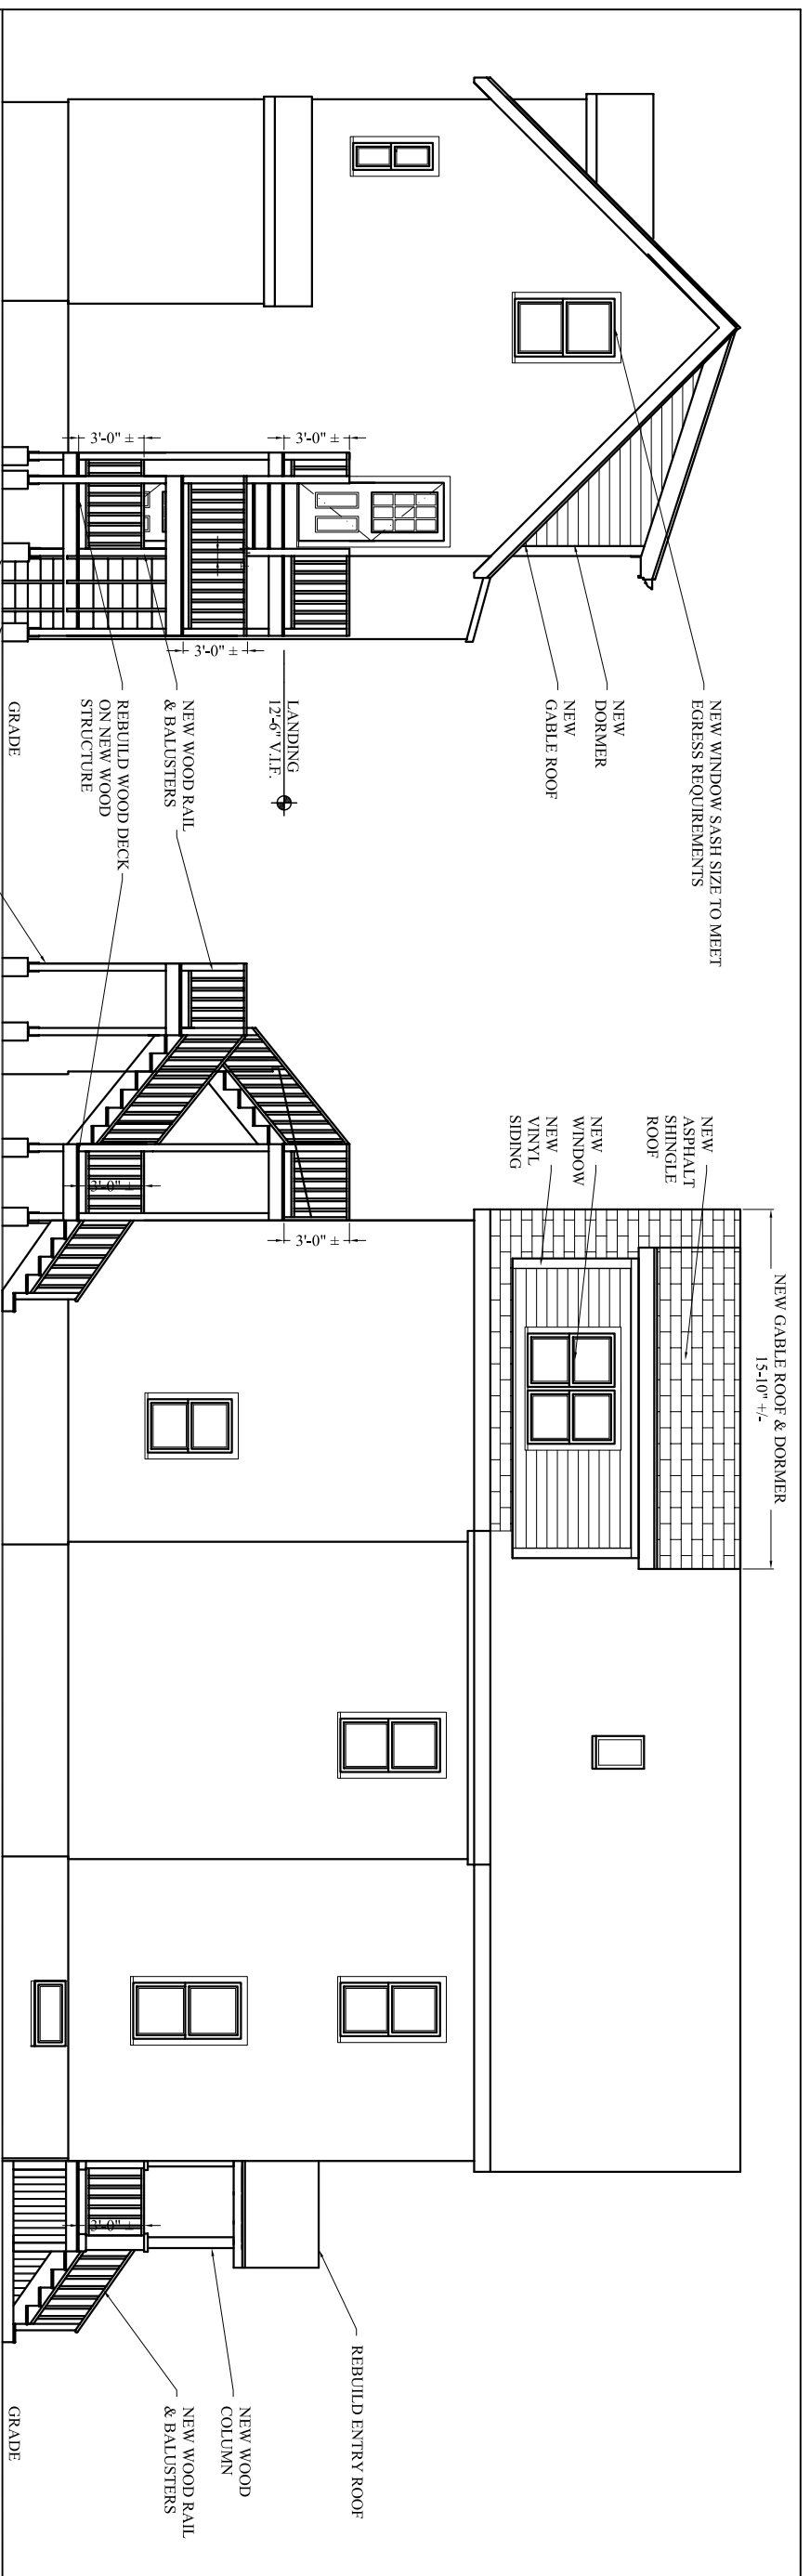 NEW GABLE ROOF & DORMER
15-10" +/-
NEW WINDOW SASH SIZE TO MEET
EGRESS REQUIREMENTS
NEW
DORMER
NEW
GABLE ROOF
LANDING
12'-6" V.I.F.
NEW WOOD RAIL
& BALUSTERS
REBUILD WOOD DECK
ON NEW WOOD
STRUCTURE
GRADE
3'-0" ±
3'-0" ±
3'-0" ±
NEW
ASPHALT
SHINGLE
ROOF
NEW
WINDOW
NEW
VINYL
SIDING
3'-0" ±
3'-0" ±
3'-0" ±
REBUILD ENTRY ROOF
NEW WOOD
COLUMN
NEW WOOD RAIL
& BALUSTERS
GRADE